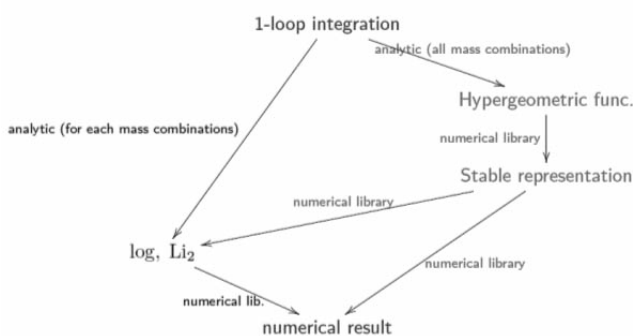 1-loop integration
analytic (all mass combinations)
Hypergeometric func.
analytic (for each mass combinations)
numerical library
Stable representation
numerical library
log, Li₂
numerical library
numerical lib.
numerical result